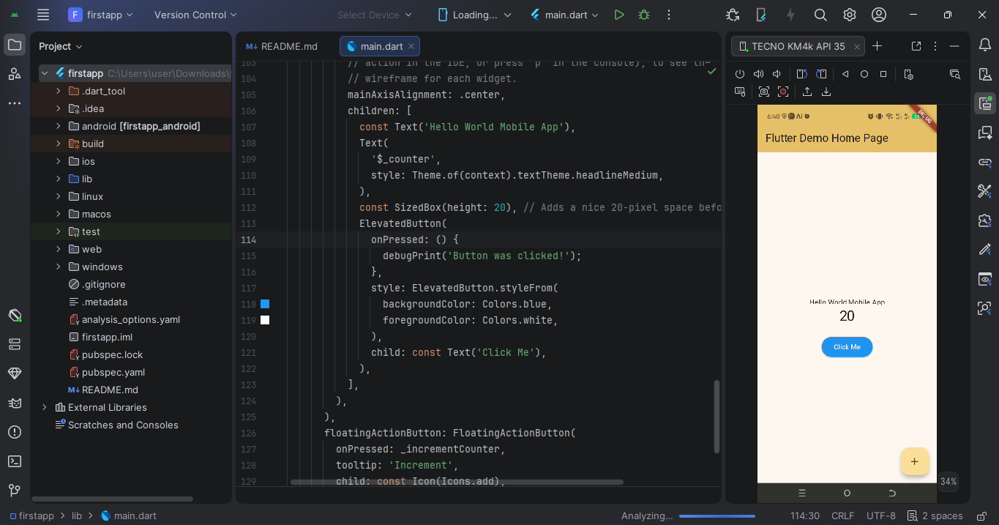 F firstapp Version Control Select Device Loading... main.dart
Project
firstapp C:\Users\user\Downloads\
.dart_tool
.idea
android [firstapp_android]
build
ios
lib
linux
macos
test
web
windows
.gitignore
.metadata
analysis_options.yaml
firstapp.iml
pubspec.lock
pubspec.yaml
M↓ README.md
External Libraries
Scratches and Consoles
M↓ README.md main.dart
103 // action in the IDE, or press "p" in the console), to see the
104 // wireframe for each widget.
105 mainAxisAlignment: .center,
106 children: [
107 const Text('Hello World Mobile App'),
108 Text(
109 '$_counter',
110 style: Theme.of(context).textTheme.headlineMedium,
111 ),
112 const SizedBox(height: 20), // Adds a nice 20-pixel space befo
113 ElevatedButton(
114 onPressed: () {
115 debugPrint('Button was clicked!');
116 },
117 style: ElevatedButton.styleFrom(
118 backgroundColor: Colors.blue,
119 foregroundColor: Colors.white,
120 ),
121 child: const Text('Click Me'),
122 ),
123 ],
124 ),
125 ),
126 floatingActionButton: FloatingActionButton(
127 onPressed: _incrementCounter,
128 tooltip: 'Increment',
129 child: const Icon(Icons.add),
TECNO KM4k API 35
6:40 Ai
DEBUG
Flutter Demo Home Page
Hello World Mobile App
20
Click Me
+
34%
firstapp > lib > main.dart
Analyzing... 114:30 CRLF UTF-8 2 spaces